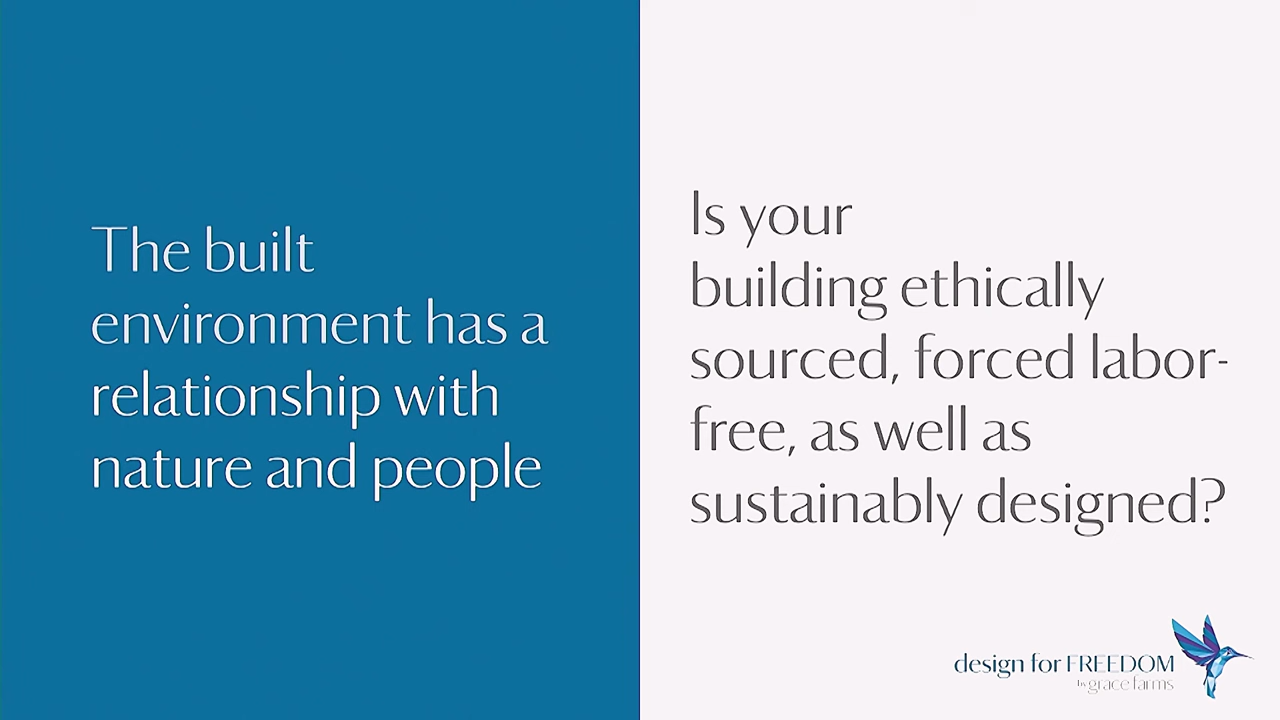 The built
environment has a
relationship with
nature and people
Is your
building ethically
sourced, forced labor-
free, as well as
sustainably designed?
design for FREEDOM
by grace farms